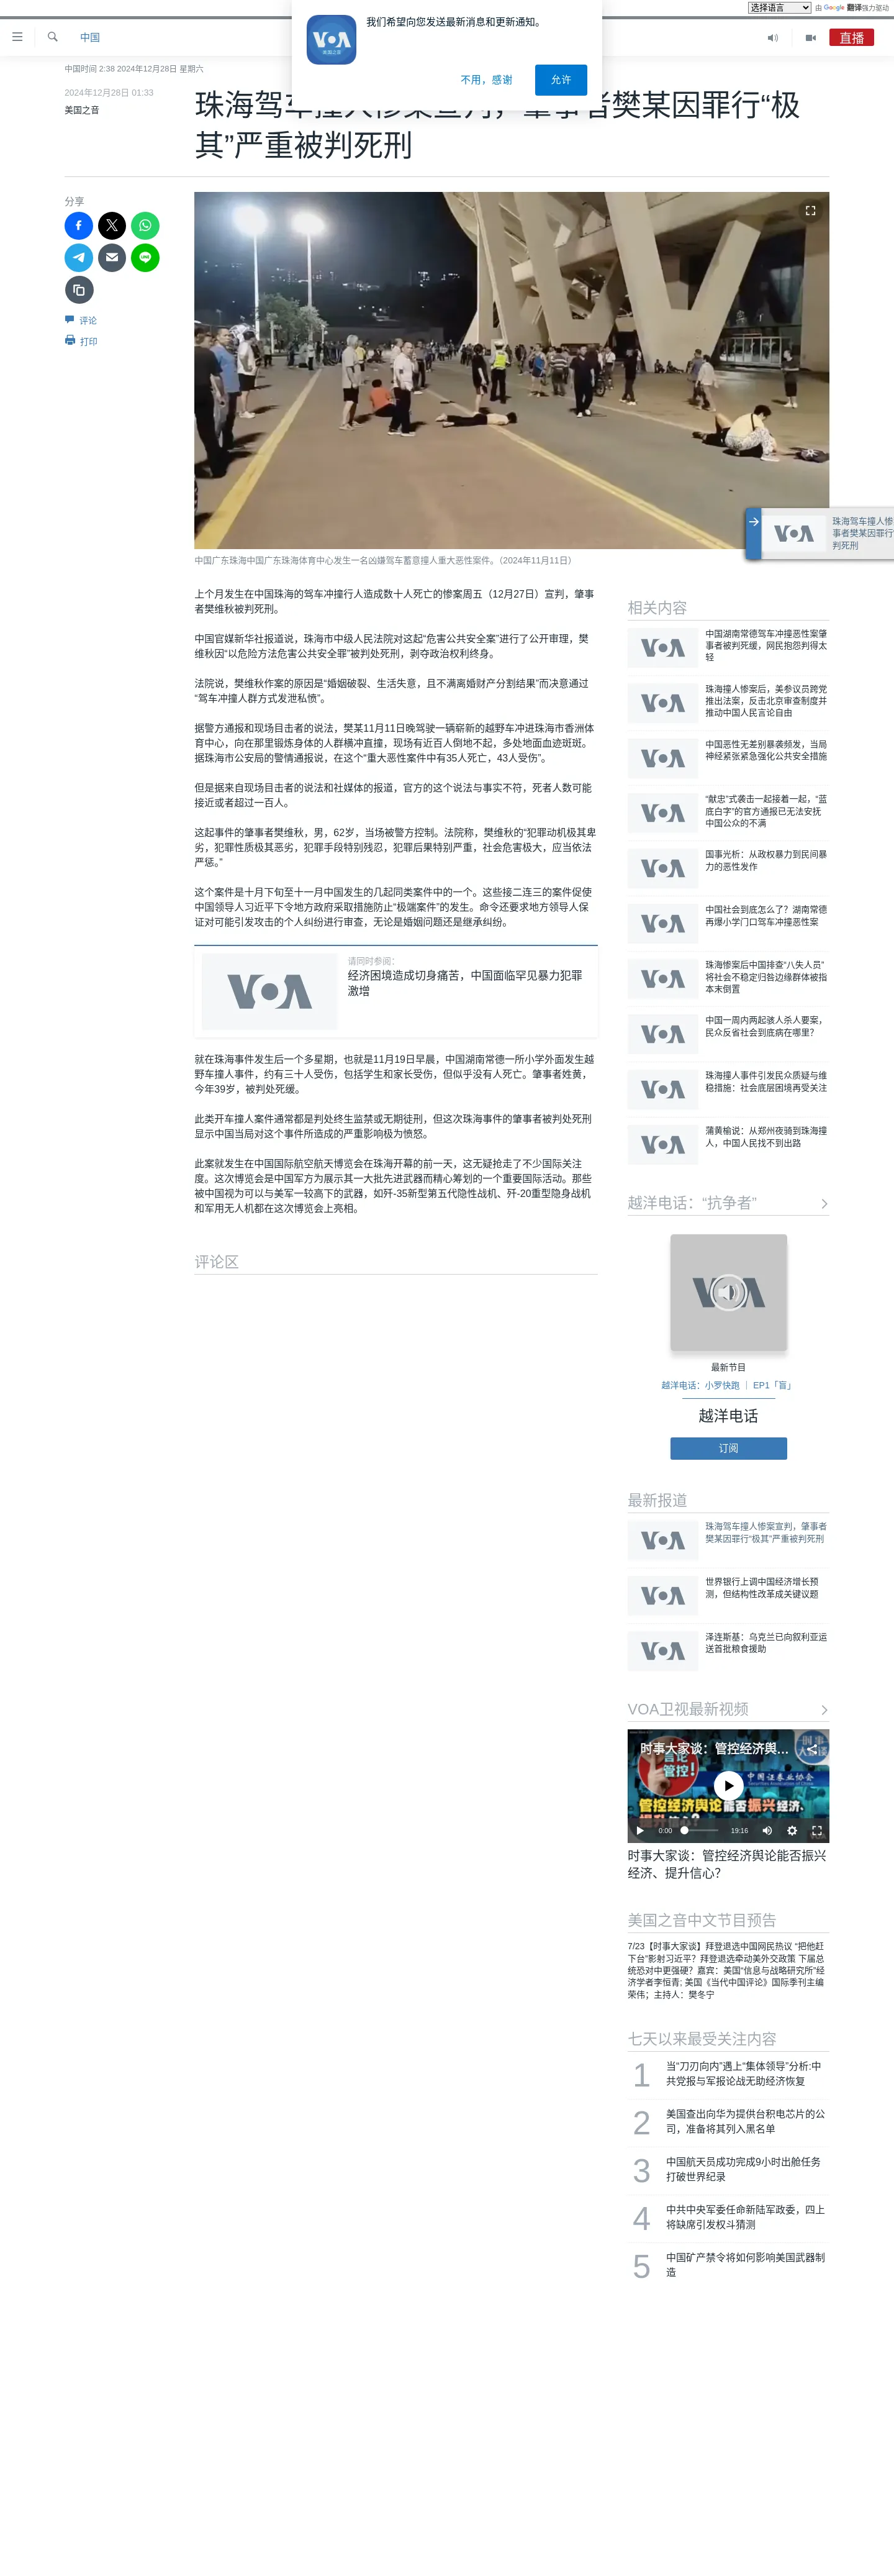 选择语言
由 Google 翻译强力驱动
我们希望向您发送最新消息和更新通知。
不用，感谢
允许
VOA
美国之音
中国
直播
中国时间 2:38 2024年12月28日 星期六
2024年12月28日 01:33
美国之音
珠海驾车撞人惨案宣判，肇事者樊某因罪行“极
其”严重被判死刑
分享
评论
打印
中国广东珠海中国广东珠海体育中心发生一名凶嫌驾车蓄意撞人重大恶性案件。（2024年11月11日）
VOA
珠海驾车撞人惨
事者樊某因罪行
判死刑
上个月发生在中国珠海的驾车冲撞行人造成数十人死亡的惨案周五（12月27日）宣判，肇事
者樊维秋被判死刑。
中国官媒新华社报道说，珠海市中级人民法院对这起“危害公共安全案”进行了公开审理，樊
维秋因“以危险方法危害公共安全罪”被判处死刑，剥夺政治权利终身。
法院说，樊维秋作案的原因是“婚姻破裂、生活失意，且不满离婚财产分割结果”而决意通过
“驾车冲撞人群方式发泄私愤”。
据警方通报和现场目击者的说法，樊某11月11日晚驾驶一辆崭新的越野车冲进珠海市香洲体
育中心，向在那里锻炼身体的人群横冲直撞，现场有近百人倒地不起，多处地面血迹斑斑。
据珠海市公安局的警情通报说，在这个“重大恶性案件中有35人死亡，43人受伤”。
但是据来自现场目击者的说法和社媒体的报道，官方的这个说法与事实不符，死者人数可能
接近或者超过一百人。
这起事件的肇事者樊维秋，男，62岁，当场被警方控制。法院称，樊维秋的“犯罪动机极其卑
劣，犯罪性质极其恶劣，犯罪手段特别残忍，犯罪后果特别严重，社会危害极大，应当依法
严惩。”
这个案件是十月下旬至十一月中国发生的几起同类案件中的一个。这些接二连三的案件促使
中国领导人习近平下令地方政府采取措施防止“极端案件”的发生。命令还要求地方领导人保
证对可能引发攻击的个人纠纷进行审查，无论是婚姻问题还是继承纠纷。
VOA
请同时参阅：
经济困境造成切身痛苦，中国面临罕见暴力犯罪
激增
就在珠海事件发生后一个多星期，也就是11月19日早晨，中国湖南常德一所小学外面发生越
野车撞人事件，约有三十人受伤，包括学生和家长受伤，但似乎没有人死亡。肇事者姓黄，
今年39岁，被判处死缓。
此类开车撞人案件通常都是判处终生监禁或无期徒刑，但这次珠海事件的肇事者被判处死刑
显示中国当局对这个事件所造成的严重影响极为愤怒。
此案就发生在中国国际航空航天博览会在珠海开幕的前一天，这无疑抢走了不少国际关注
度。这次博览会是中国军方为展示其一大批先进武器而精心筹划的一个重要国际活动。那些
被中国视为可以与美军一较高下的武器，如歼-35新型第五代隐性战机、歼-20重型隐身战机
和军用无人机都在这次博览会上亮相。
评论区
相关内容
VOA
中国湖南常德驾车冲撞恶性案肇
事者被判死缓，网民抱怨判得太
轻
VOA
珠海撞人惨案后，美参议员跨党
推出法案，反击北京审查制度并
推动中国人民言论自由
VOA
中国恶性无差别暴袭频发，当局
神经紧张紧急强化公共安全措施
VOA
“献忠”式袭击一起接着一起，“蓝
底白字”的官方通报已无法安抚
中国公众的不满
VOA
国事光析：从政权暴力到民间暴
力的恶性发作
VOA
中国社会到底怎么了？湖南常德
再爆小学门口驾车冲撞恶性案
VOA
珠海惨案后中国排查“八失人员”
将社会不稳定归咎边缘群体被指
本末倒置
VOA
中国一周内两起骇人杀人要案，
民众反省社会到底病在哪里？
VOA
珠海撞人事件引发民众质疑与维
稳措施：社会底层困境再受关注
VOA
蒲黄榆说：从郑州夜骑到珠海撞
人，中国人民找不到出路
越洋电话：“抗争者”
VOA
最新节目
越洋电话：小罗快跑 ｜ EP1「盲」
越洋电话
订阅
最新报道
VOA
珠海驾车撞人惨案宣判，肇事者
樊某因罪行“极其”严重被判死刑
VOA
世界银行上调中国经济增长预
测，但结构性改革成关键议题
VOA
泽连斯基：乌克兰已向叙利亚运
送首批粮食援助
VOA卫视最新视频
时事大家谈：管控经济舆...
言论
管控！
中国证券业协会
管控经济舆论能否振兴经济、
提升信心？
0:00
19:16
时事大家谈：管控经济舆论能否振兴
经济、提升信心？
美国之音中文节目预告
7/23【时事大家谈】拜登退选中国网民热议 “把他赶
下台”影射习近平？拜登退选牵动美外交政策 下届总
统恐对中更强硬？嘉宾：美国“信息与战略研究所”经
济学者李恒青; 美国《当代中国评论》国际季刊主编
荣伟；主持人：樊冬宁
七天以来最受关注内容
1
当“刀刃向内”遇上“集体领导”分析:中
共党报与军报论战无助经济恢复
2
美国查出向华为提供台积电芯片的公
司，准备将其列入黑名单
3
中国航天员成功完成9小时出舱任务
打破世界纪录
4
中共中央军委任命新陆军政委，四上
将缺席引发权斗猜测
5
中国矿产禁令将如何影响美国武器制
造